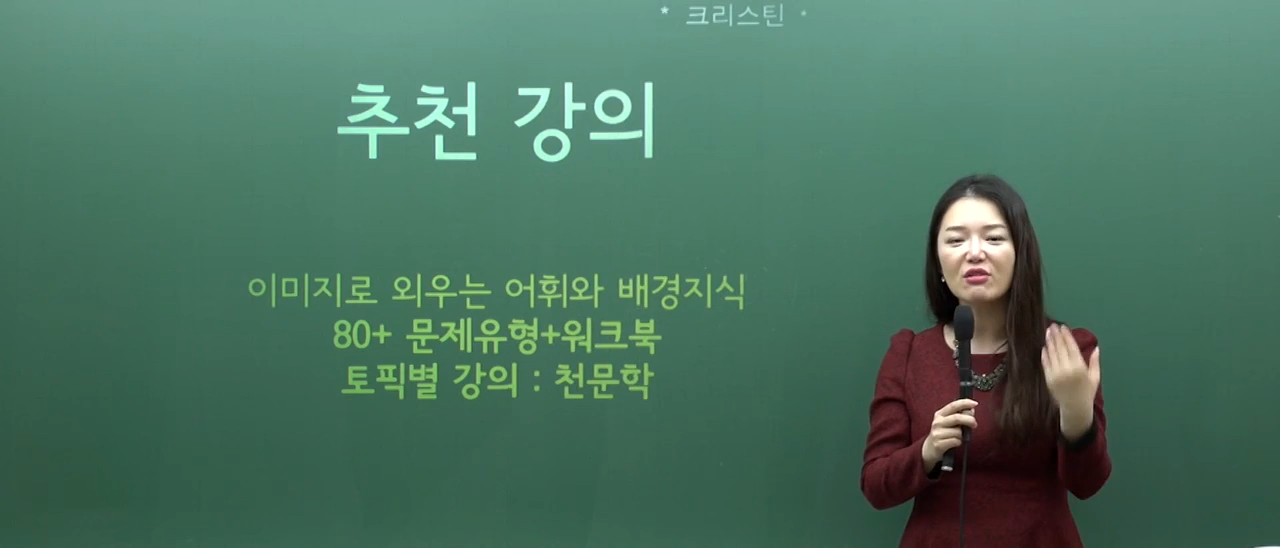 * 크리스틴 *
추천 강의
이미지로 외우는 어휘와 배경지식
80+ 문제유형+워크북
토픽별 강의 : 천문학